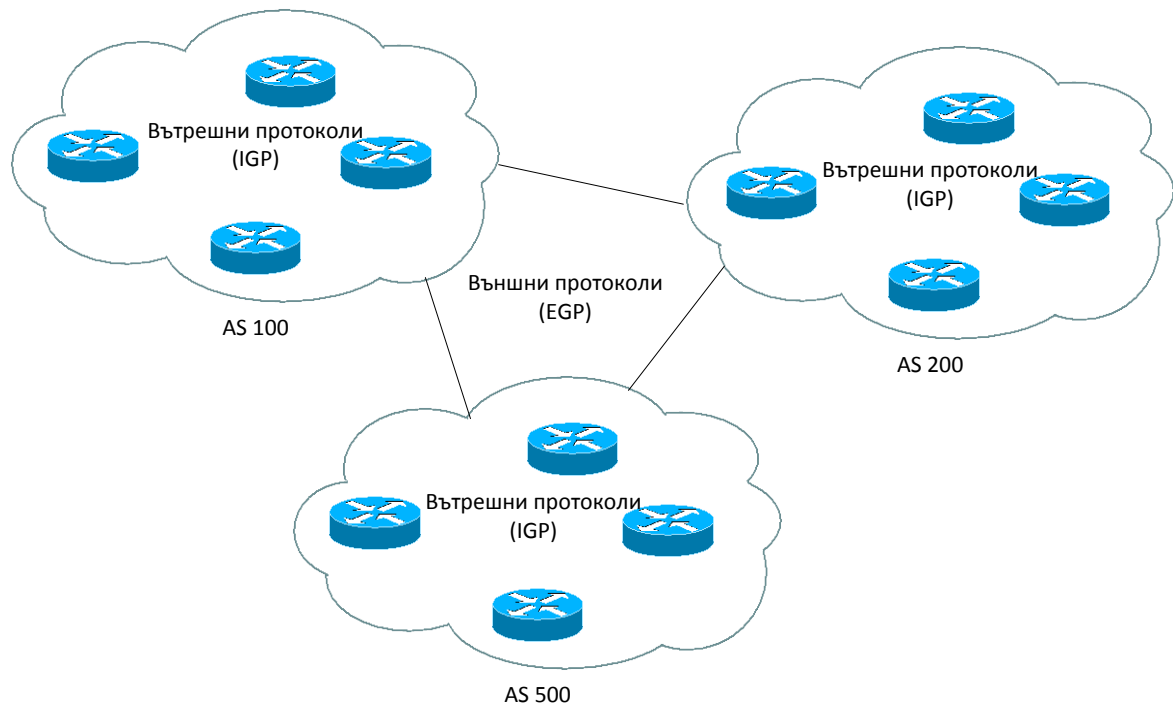 Вътрешни протоколи
(IGP)
AS 100
Вътрешни протоколи
(IGP)
AS 200
Външни протоколи
(EGP)
Вътрешни протоколи
(IGP)
AS 500